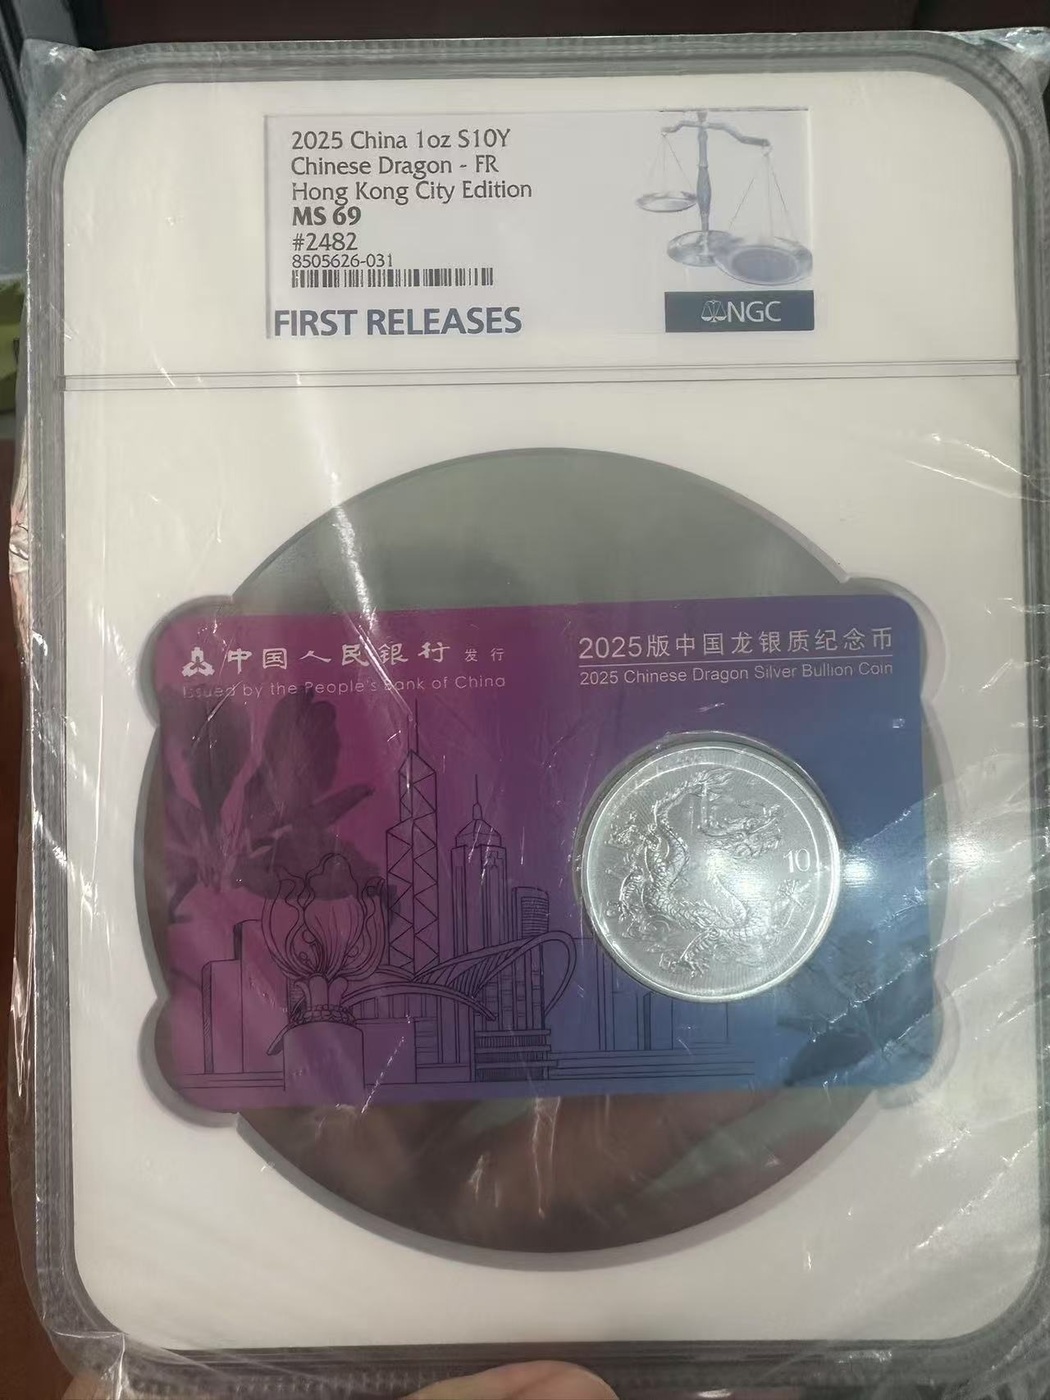 2025 China 1oz S10Y
Chinese Dragon - FR
Hong Kong City Edition
MS 69
#2482
8505626-031
FIRST RELEASES
NGC
中国人民银行 发行
Issued by the People's Bank of China
2025版中国龙银质纪念币
2025 Chinese Dragon Silver Bullion Coin
10